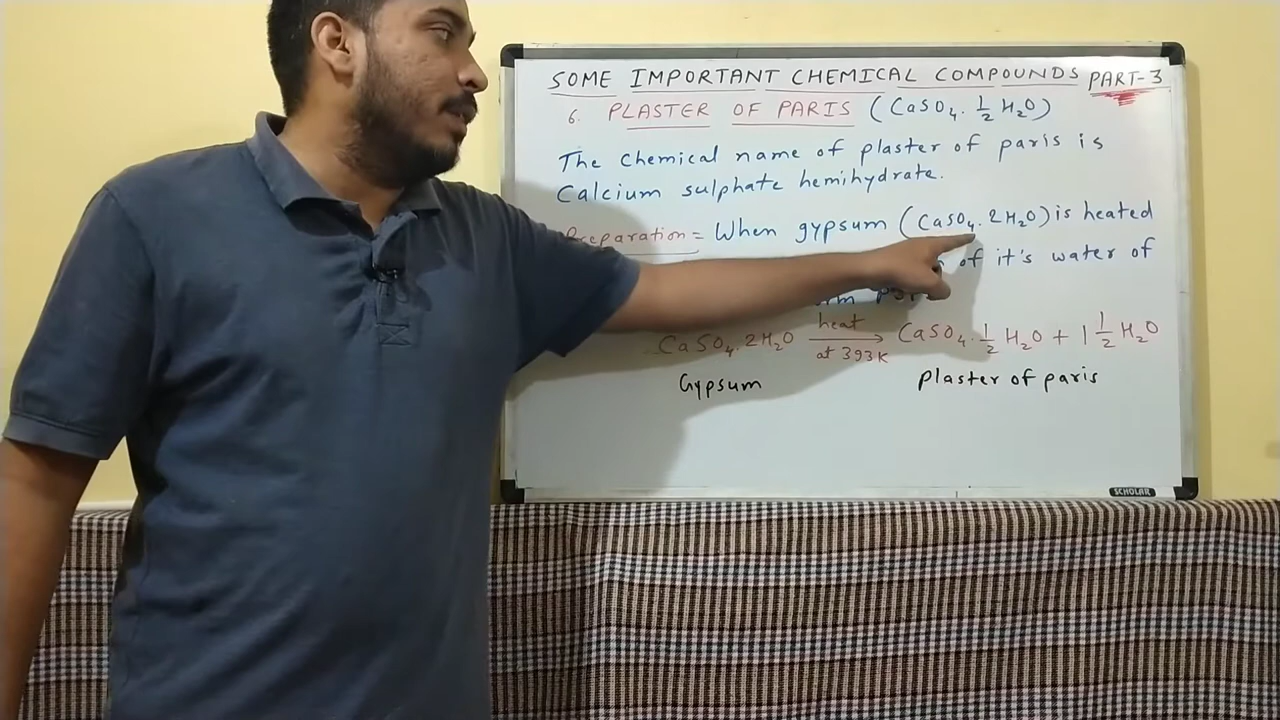 SOME IMPORTANT CHEMICAL COMPOUNDS PART-3
6. PLASTER OF PARIS (CaSO₄. 1/2 H₂O)
The chemical name of plaster of paris is
Calcium sulphate hemihydrate.
Preparation = When gypsum (CaSO₄. 2H₂O) is heated
of it's water of
CaSO₄. 2H₂O heat at 393K → CaSO₄. 1/2 H₂O + 1 1/2 H₂O
Gypsum plaster of paris
SCHOLAR